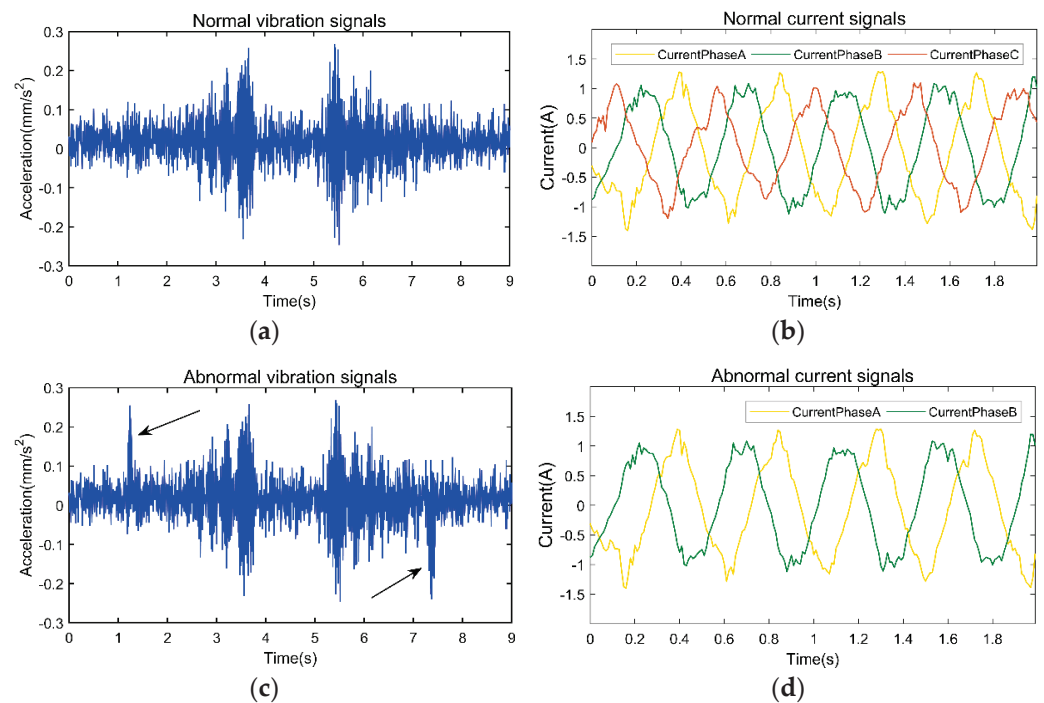 Normal vibration signals
Acceleration(mm/s²)
0.3
0.2
0.1
0
-0.1
-0.2
-0.3
0 1 2 3 4 5 6 7 8 9
Time(s)
(a)
Normal current signals
CurrentPhaseA CurrentPhaseB CurrentPhaseC
Current(A)
1.5
1
0.5
0
-0.5
-1
-1.5
0 0.2 0.4 0.6 0.8 1 1.2 1.4 1.6 1.8
Time(s)
(b)
Abnormal vibration signals
Acceleration(mm/s²)
0.3
0.2
0.1
0
-0.1
-0.2
-0.3
0 1 2 3 4 5 6 7 8 9
Time(s)
(c)
Abnormal current signals
CurrentPhaseA CurrentPhaseB
Current(A)
1.5
1
0.5
0
-0.5
-1
-1.5
0 0.2 0.4 0.6 0.8 1 1.2 1.4 1.6 1.8
Time(s)
(d)